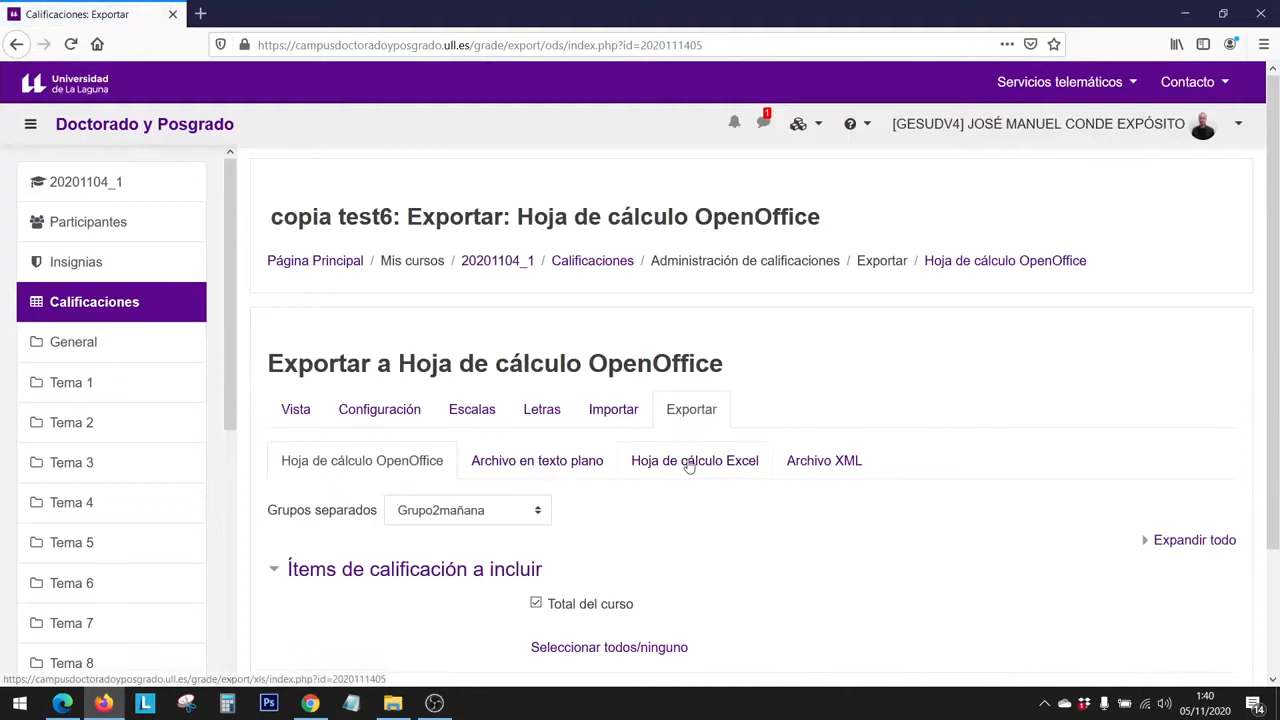 Calificaciones: Exportar
https://campusdoctoradoyposgrado.ull.es/grade/export/ods/index.php?id=2020111405
Universidad
de La Laguna
Servicios telemáticos
Contacto
Doctorado y Posgrado
1
[GESUDV4] JOSÉ MANUEL CONDE EXPÓSITO
20201104_1
Participantes
Insignias
Calificaciones
General
Tema 1
Tema 2
Tema 3
Tema 4
Tema 5
Tema 6
Tema 7
Tema 8
copia test6: Exportar: Hoja de cálculo OpenOffice
Página Principal / Mis cursos / 20201104_1 / Calificaciones / Administración de calificaciones / Exportar / Hoja de cálculo OpenOffice
Exportar a Hoja de cálculo OpenOffice
Vista Configuración Escalas Letras Importar Exportar
Hoja de cálculo OpenOffice Archivo en texto plano Hoja de cálculo Excel Archivo XML
Grupos separados Grupo2mañana
Expandir todo
Ítems de calificación a incluir
Total del curso
Seleccionar todos/ninguno
https://campusdoctoradoyposgrado.ull.es/grade/export/xls/index.php?id=2020111405
L
Ps
1:40
05/11/2020
14